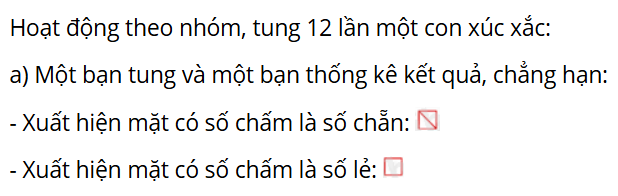 Hoạt động theo nhóm, tung 12 lần một con xúc xắc:
a) Một bạn tung và một bạn thống kê kết quả, chẳng hạn:
- Xuất hiện mặt có số chấm là số chẵn:
- Xuất hiện mặt có số chấm là số lẻ: